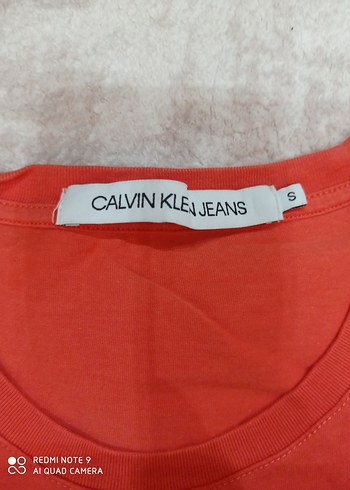 CALVIN KLEIN JEANS
S
REDMI NOTE 9
AI QUAD CAMERA